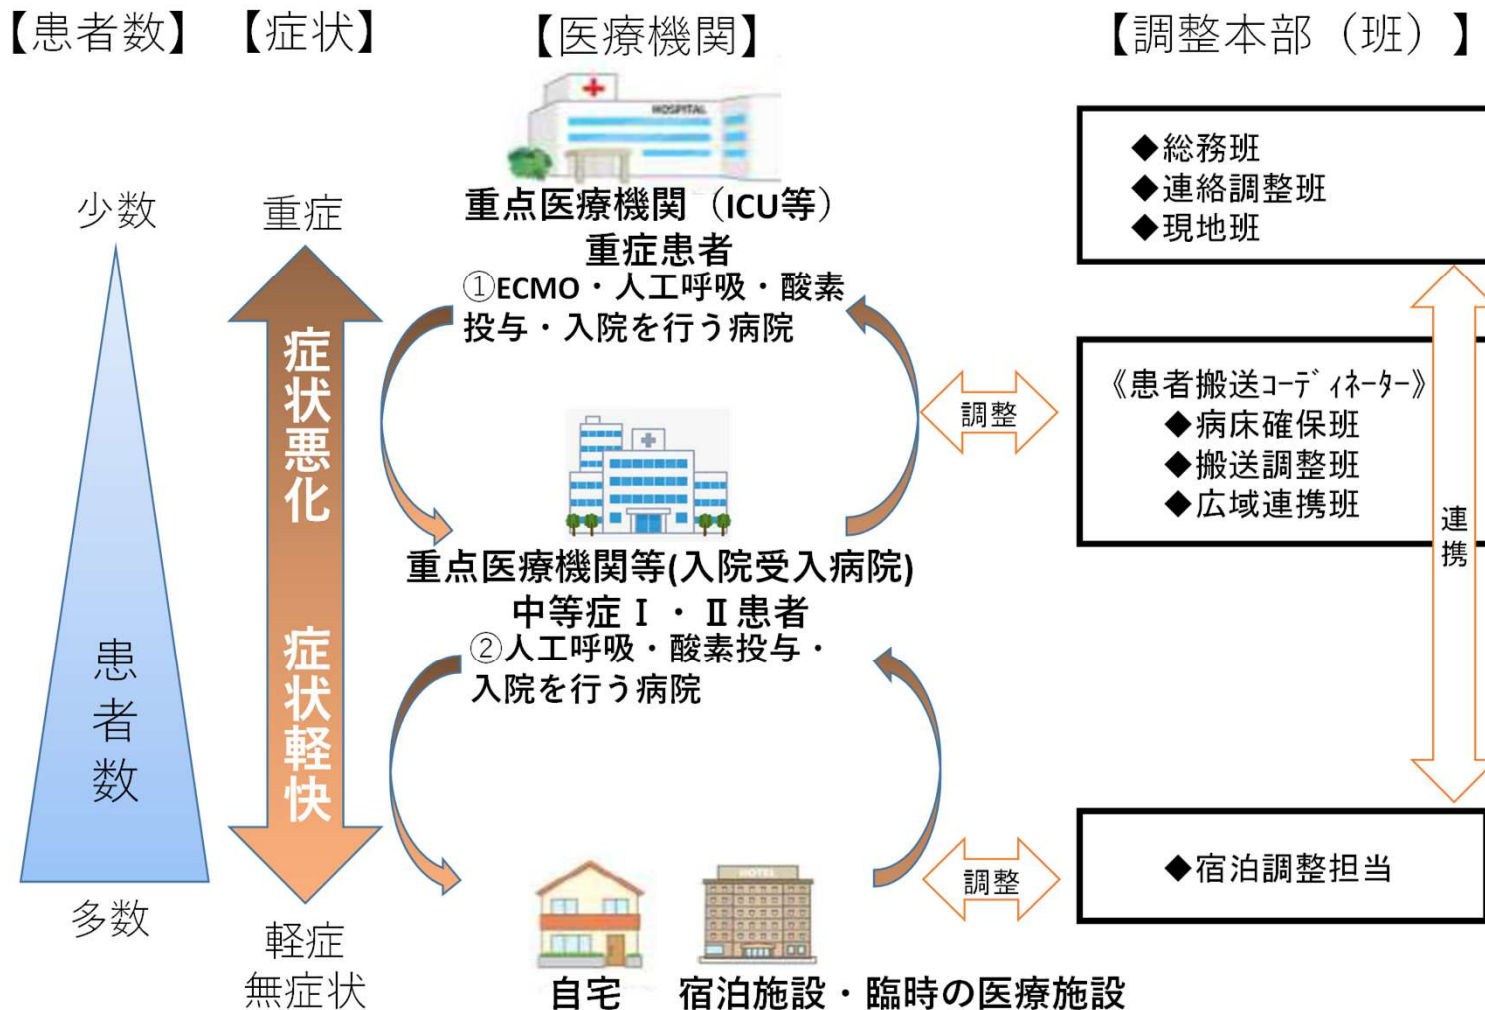 【患者数】
【症状】
【医療機関】
【調整本部（班）】
HOSPITAL
少数
重症
重点医療機関（ICU等）
重症患者
①ECMO・人工呼吸・酸素
投与・入院を行う病院
◆総務班
◆連絡調整班
◆現地班
症状悪化
調整
《患者搬送ｺｰﾃﾞｨﾈｰﾀｰ》
◆病床確保班
◆搬送調整班
◆広域連携班
連携
重点医療機関等(入院受入病院)
中等症Ⅰ・Ⅱ患者
②人工呼吸・酸素投与・
入院を行う病院
患者数
症状軽快
調整
◆宿泊調整担当
HOTEL
多数
軽症
無症状
自宅
宿泊施設・臨時の医療施設